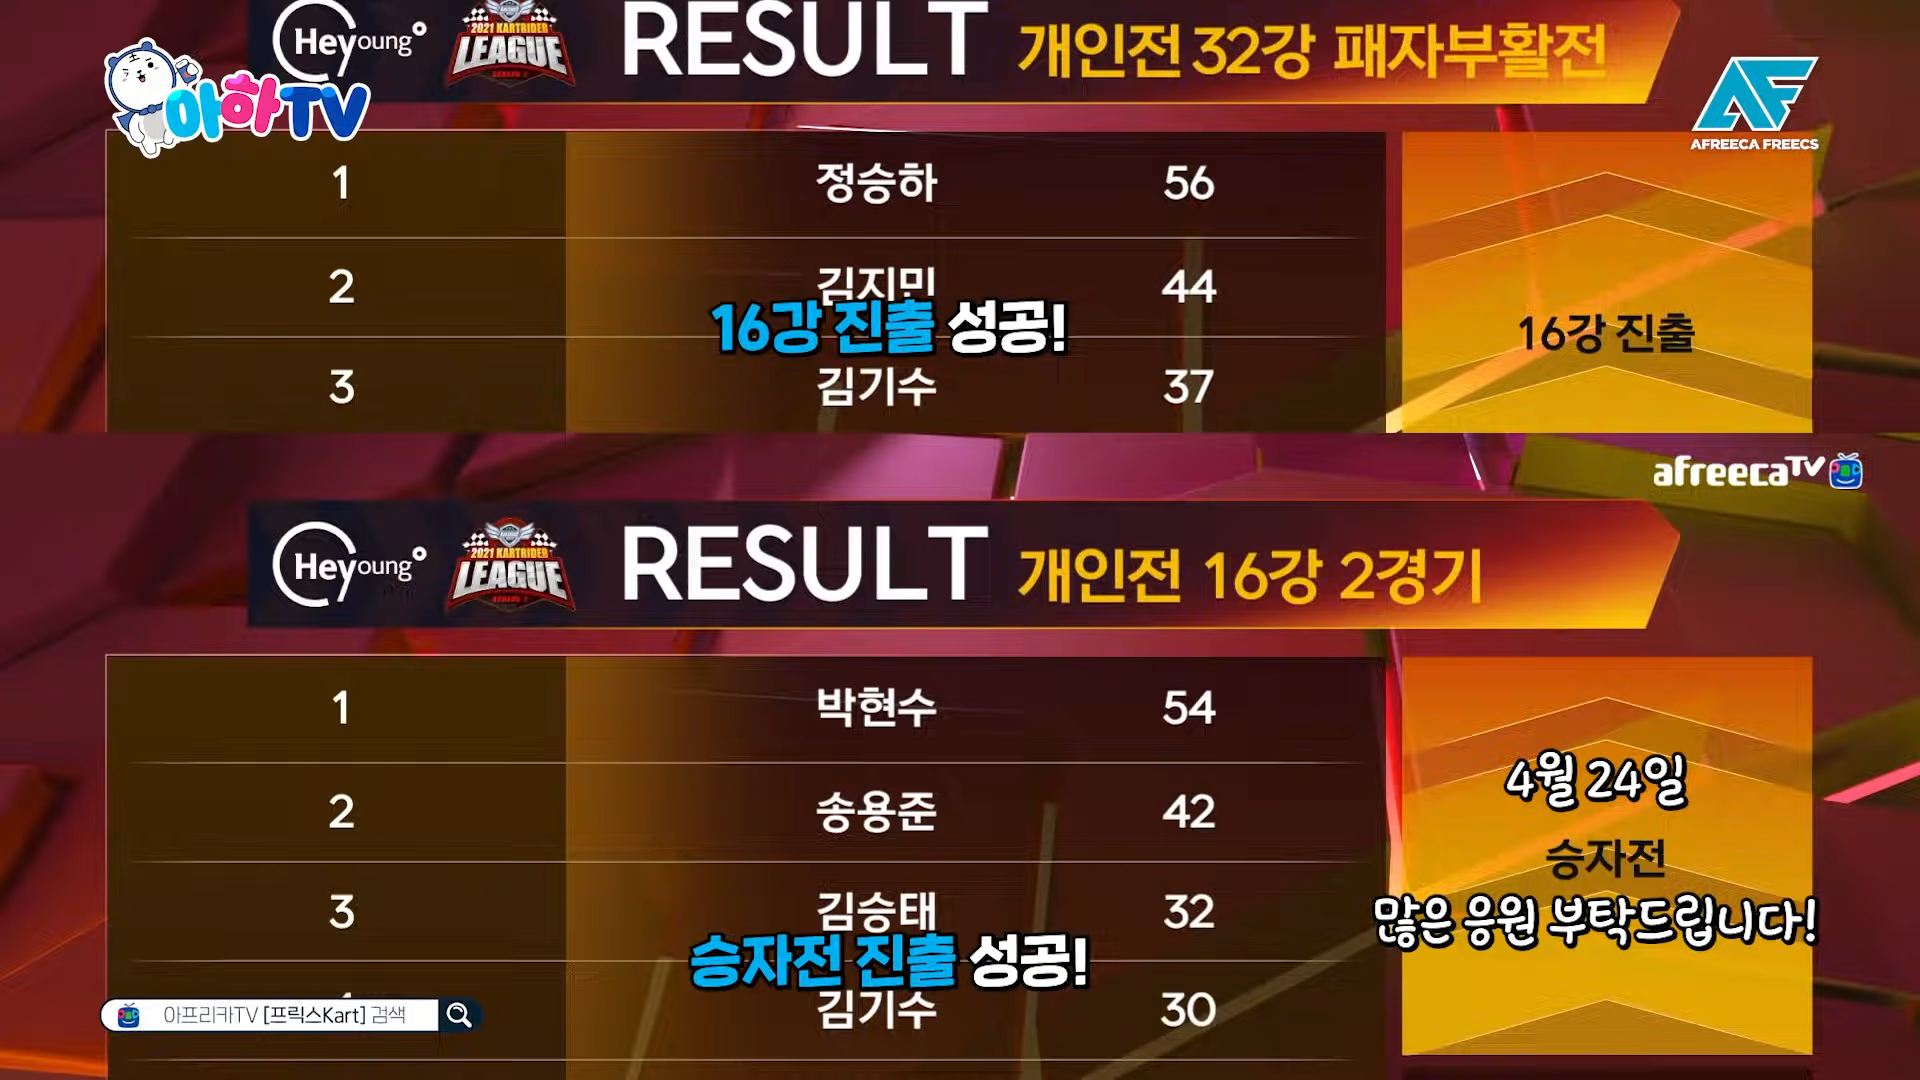 Heyoung
2021 KARTRIDER
LEAGUE
RESULT 개인전 32강 패자부활전
아하TV
AF
AFREECA FREECS
1 정승하 56
2 김지민 44
16강 진출 성공!
16강 진출
3 김기수 37
afreecaTV
Heyoung
2021 KARTRIDER
LEAGUE
RESULT 개인전 16강 2경기
1 박현수 54
4월 24일
2 송용준 42
승자전
3 김승태 32
많은 응원 부탁드립니다!
승자전 진출 성공!
김기수 30
아프리카TV [프릭스Kart] 검색